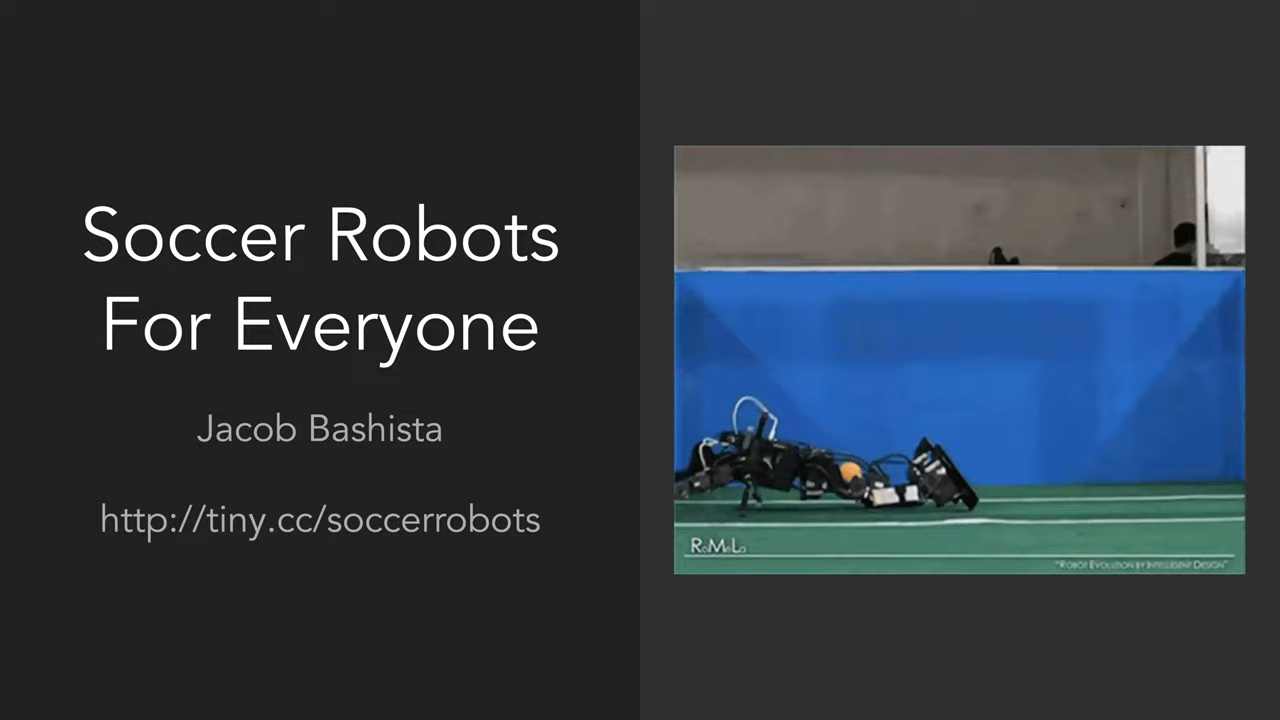 Soccer Robots
For Everyone
Jacob Bashista
http://tiny.cc/soccerrobots
RoMeLa
"ROBOT EVOLUTION BY INTELLIGENT DESIGN"